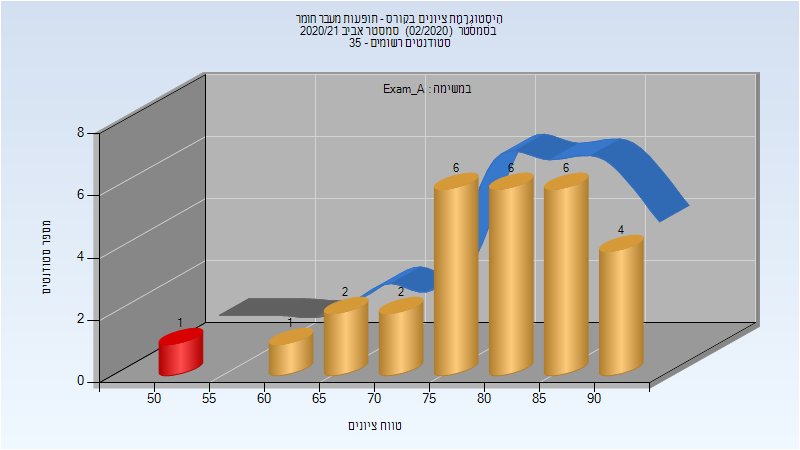 היסטוגרמת ציונים בקורס - תופעות מעבר חומר
בסמסטר (02/2020) סמסטר אביב 2020/21
סטודנטים רשומים - 35
במשימה : Exam_A
מספר סטודנטים
8
6
4
2
0
1
1
2
2
6
6
6
4
50 55 60 65 70 75 80 85 90
טווח ציונים